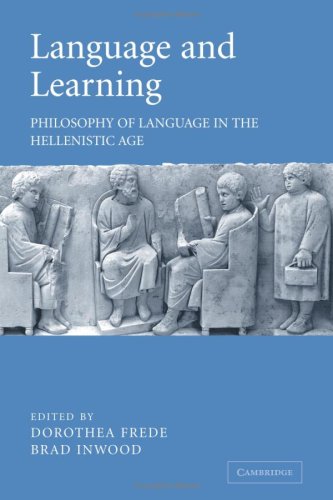 Language and
Learning
PHILOSOPHY OF LANGUAGE IN THE
HELLENISTIC AGE
EDITED BY
DOROTHEA FREDE
BRAD INWOOD
CAMBRIDGE